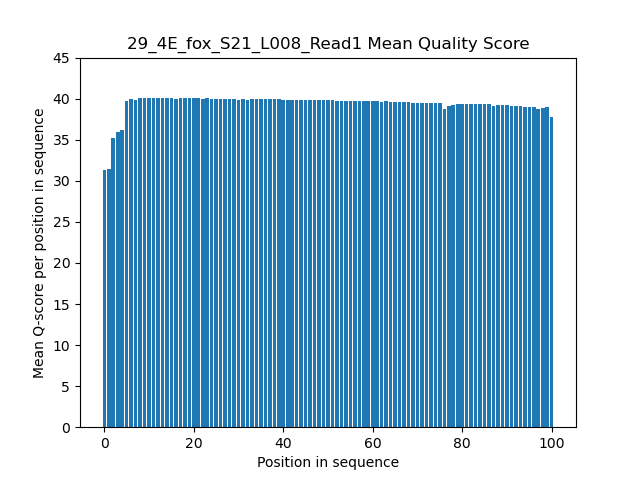 29_4E_fox_S21_L008_Read1 Mean Quality Score
Mean Q-score per position in sequence
45
40
35
30
25
20
15
10
5
0
0 20 40 60 80 100
Position in sequence